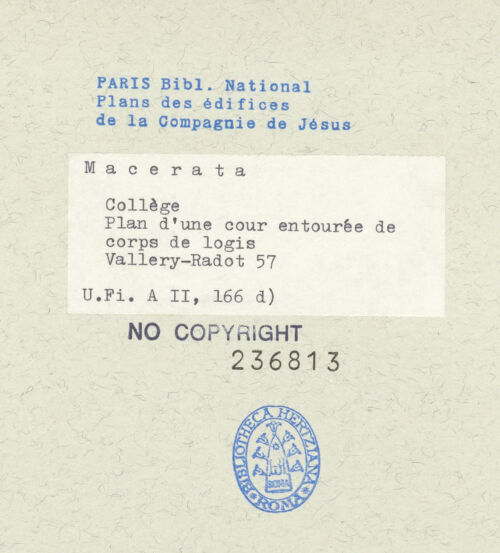 PARIS Bibl. National
Plans des édifices
de la Compagnie de Jésus
Macerata
Collège
Plan d'une cour entourée de
corps de logis
Vallery-Radot 57
U.Fi. A II, 166 d)
NO COPYRIGHT
236813
BIBLIOTHECA HERTZIANA
ROMA